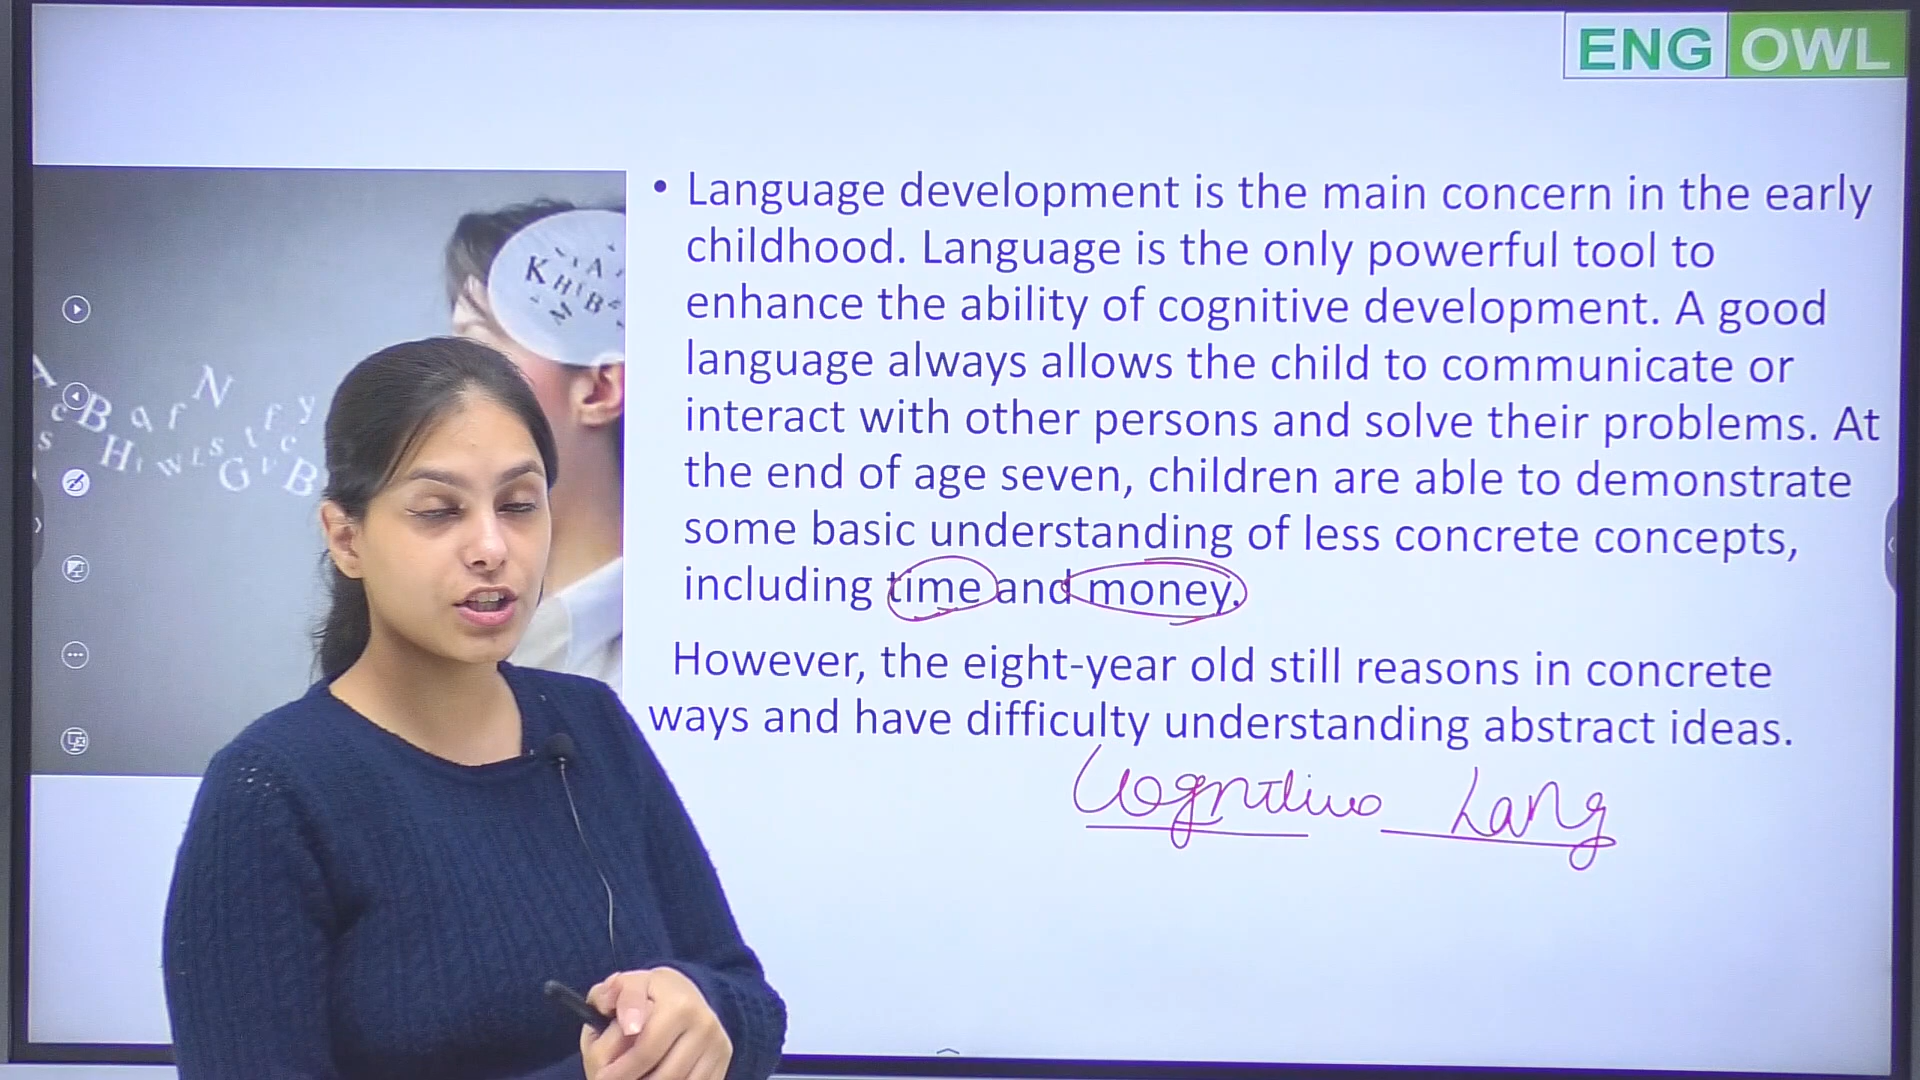 ENG OWL
• Language development is the main concern in the early
childhood. Language is the only powerful tool to
enhance the ability of cognitive development. A good
language always allows the child to communicate or
interact with other persons and solve their problems. At
the end of age seven, children are able to demonstrate
some basic understanding of less concrete concepts,
including time and money.
However, the eight-year old still reasons in concrete
ways and have difficulty understanding abstract ideas.
Cognitive Lang
K H I A
M B
A N
c B a r f y
s H I W L S t c
G v B